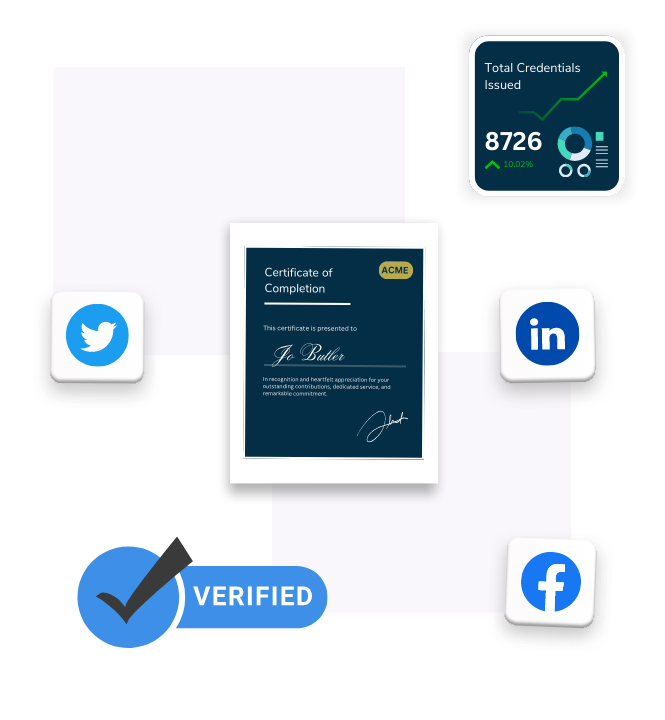 Total Credentials
Issued
8726
10.02%
Certificate of
Completion
ACME
This certificate is presented to
Jo Butler
In recognition and heartfelt appreciation for your
outstanding contributions, dedicated service, and
remarkable commitment.
in
f
VERIFIED